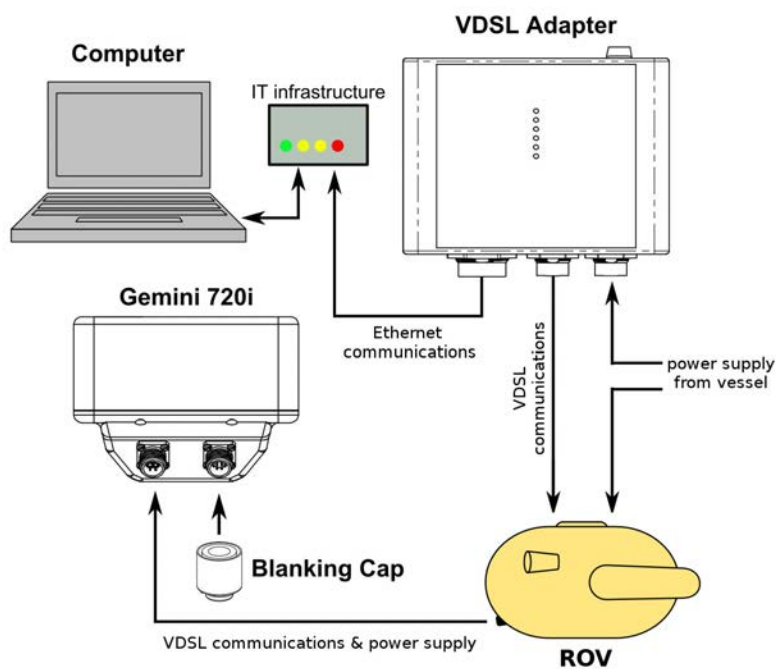 VDSL Adapter
Computer
IT infrastructure
Gemini 720i
Ethernet
communications
VDSL
communications
power supply
from vessel
Blanking Cap
VDSL communications & power supply
ROV